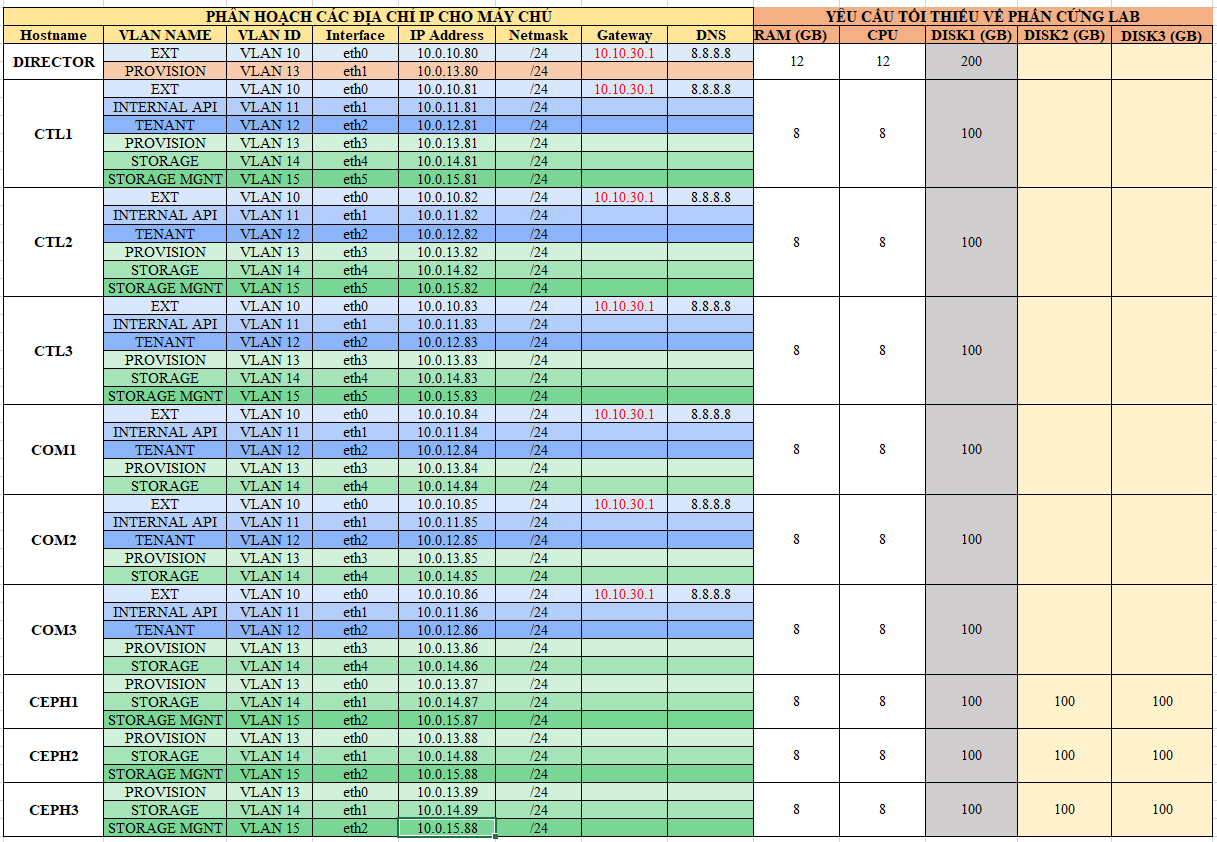 PHÂN HOẠCH CÁC ĐỊA CHỈ IP CHO MÁY CHỦ YÊU CẦU TỐI THIỂU VỀ PHẦN CỨNG LAB
Hostname VLAN NAME VLAN ID Interface IP Address Netmask Gateway DNS RAM (GB) CPU DISK1 (GB) DISK2 (GB) DISK3 (GB)
DIRECTOR EXT VLAN 10 eth0 10.0.10.80 /24 10.10.30.1 8.8.8.8 12 12 200
PROVISION VLAN 13 eth1 10.0.13.80 /24
CTL1 EXT VLAN 10 eth0 10.0.10.81 /24 10.10.30.1 8.8.8.8 8 8 100
INTERNAL API VLAN 11 eth1 10.0.11.81 /24
TENANT VLAN 12 eth2 10.0.12.81 /24
PROVISION VLAN 13 eth3 10.0.13.81 /24
STORAGE VLAN 14 eth4 10.0.14.81 /24
STORAGE MGNT VLAN 15 eth5 10.0.15.81 /24
CTL2 EXT VLAN 10 eth0 10.0.10.82 /24 10.10.30.1 8.8.8.8 8 8 100
INTERNAL API VLAN 11 eth1 10.0.11.82 /24
TENANT VLAN 12 eth2 10.0.12.82 /24
PROVISION VLAN 13 eth3 10.0.13.82 /24
STORAGE VLAN 14 eth4 10.0.14.82 /24
STORAGE MGNT VLAN 15 eth5 10.0.15.82 /24
CTL3 EXT VLAN 10 eth0 10.0.10.83 /24 10.10.30.1 8.8.8.8 8 8 100
INTERNAL API VLAN 11 eth1 10.0.11.83 /24
TENANT VLAN 12 eth2 10.0.12.83 /24
PROVISION VLAN 13 eth3 10.0.13.83 /24
STORAGE VLAN 14 eth4 10.0.14.83 /24
STORAGE MGNT VLAN 15 eth5 10.0.15.83 /24
COM1 EXT VLAN 10 eth0 10.0.10.84 /24 10.10.30.1 8.8.8.8 8 8 100
INTERNAL API VLAN 11 eth1 10.0.11.84 /24
TENANT VLAN 12 eth2 10.0.12.84 /24
PROVISION VLAN 13 eth3 10.0.13.84 /24
STORAGE VLAN 14 eth4 10.0.14.84 /24
COM2 EXT VLAN 10 eth0 10.0.10.85 /24 10.10.30.1 8.8.8.8 8 8 100
INTERNAL API VLAN 11 eth1 10.0.11.85 /24
TENANT VLAN 12 eth2 10.0.12.85 /24
PROVISION VLAN 13 eth3 10.0.13.85 /24
STORAGE VLAN 14 eth4 10.0.14.85 /24
COM3 EXT VLAN 10 eth0 10.0.10.86 /24 10.10.30.1 8.8.8.8 8 8 100
INTERNAL API VLAN 11 eth1 10.0.11.86 /24
TENANT VLAN 12 eth2 10.0.12.86 /24
PROVISION VLAN 13 eth3 10.0.13.86 /24
STORAGE VLAN 14 eth4 10.0.14.86 /24
CEPH1 PROVISION VLAN 13 eth0 10.0.13.87 /24 8 8 100 100 100
STORAGE VLAN 14 eth1 10.0.14.87 /24
STORAGE MGNT VLAN 15 eth2 10.0.15.87 /24
CEPH2 PROVISION VLAN 13 eth0 10.0.13.88 /24 8 8 100 100 100
STORAGE VLAN 14 eth1 10.0.14.88 /24
STORAGE MGNT VLAN 15 eth2 10.0.15.88 /24
CEPH3 PROVISION VLAN 13 eth0 10.0.13.89 /24 8 8 100 100 100
STORAGE VLAN 14 eth1 10.0.14.89 /24
STORAGE MGNT VLAN 15 eth2 10.0.15.88 /24